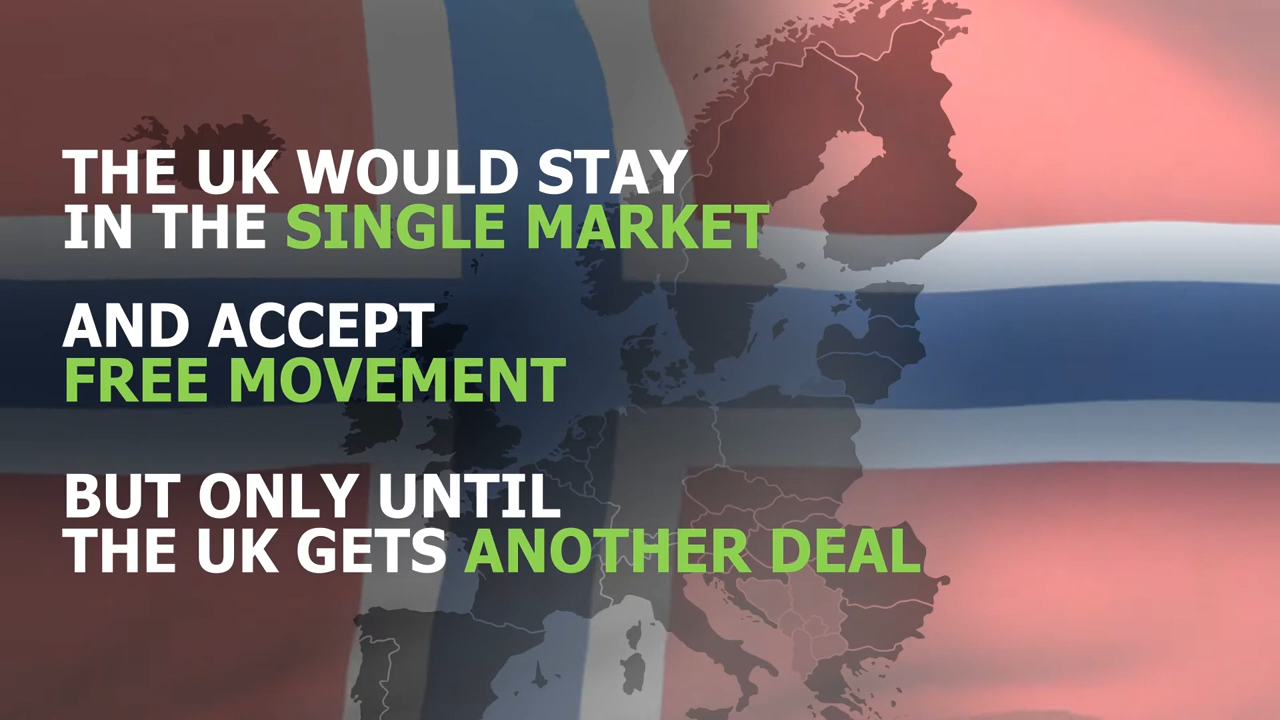 THE UK WOULD STAY
IN THE SINGLE MARKET
AND ACCEPT
FREE MOVEMENT
BUT ONLY UNTIL
THE UK GETS ANOTHER DEAL